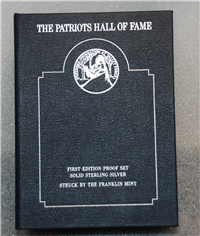 THE PATRIOTS HALL OF FAME
FIRST EDITION PROOF SET
SOLID STERLING SILVER
STRUCK BY THE FRANKLIN MINT